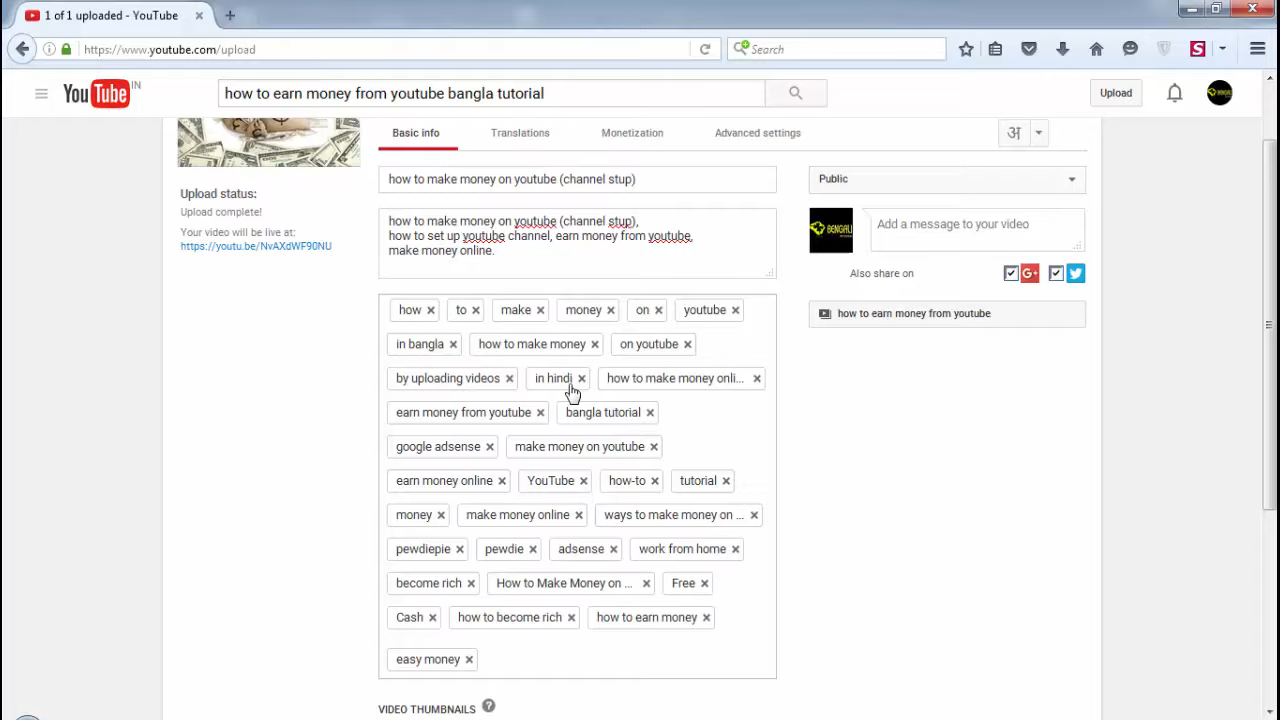 1 of 1 uploaded - YouTube
https://www.youtube.com/upload
Search
S
YouTube IN
how to earn money from youtube bangla tutorial
Upload
Basic info
Translations
Monetization
Advanced settings
अ
Upload status:
Upload complete!
Your video will be live at:
https://youtu.be/NvAXdWF90NU
how to make money on youtube (channel stup)
how to make money on youtube (channel stup),
how to set up youtube channel, earn money from youtube,
make money online.
how to make money on youtube
in bangla how to make money on youtube
by uploading videos in hindi how to make money onli...
earn money from youtube bangla tutorial
google adsense make money on youtube
earn money online YouTube how-to tutorial
money make money online ways to make money on ...
pewdiepie pewdie adsense work from home
become rich How to Make Money on ... Free
Cash how to become rich how to earn money
easy money
VIDEO THUMBNAILS ?
Public
BENGALI
Add a message to your video
Also share on
G+
how to earn money from youtube